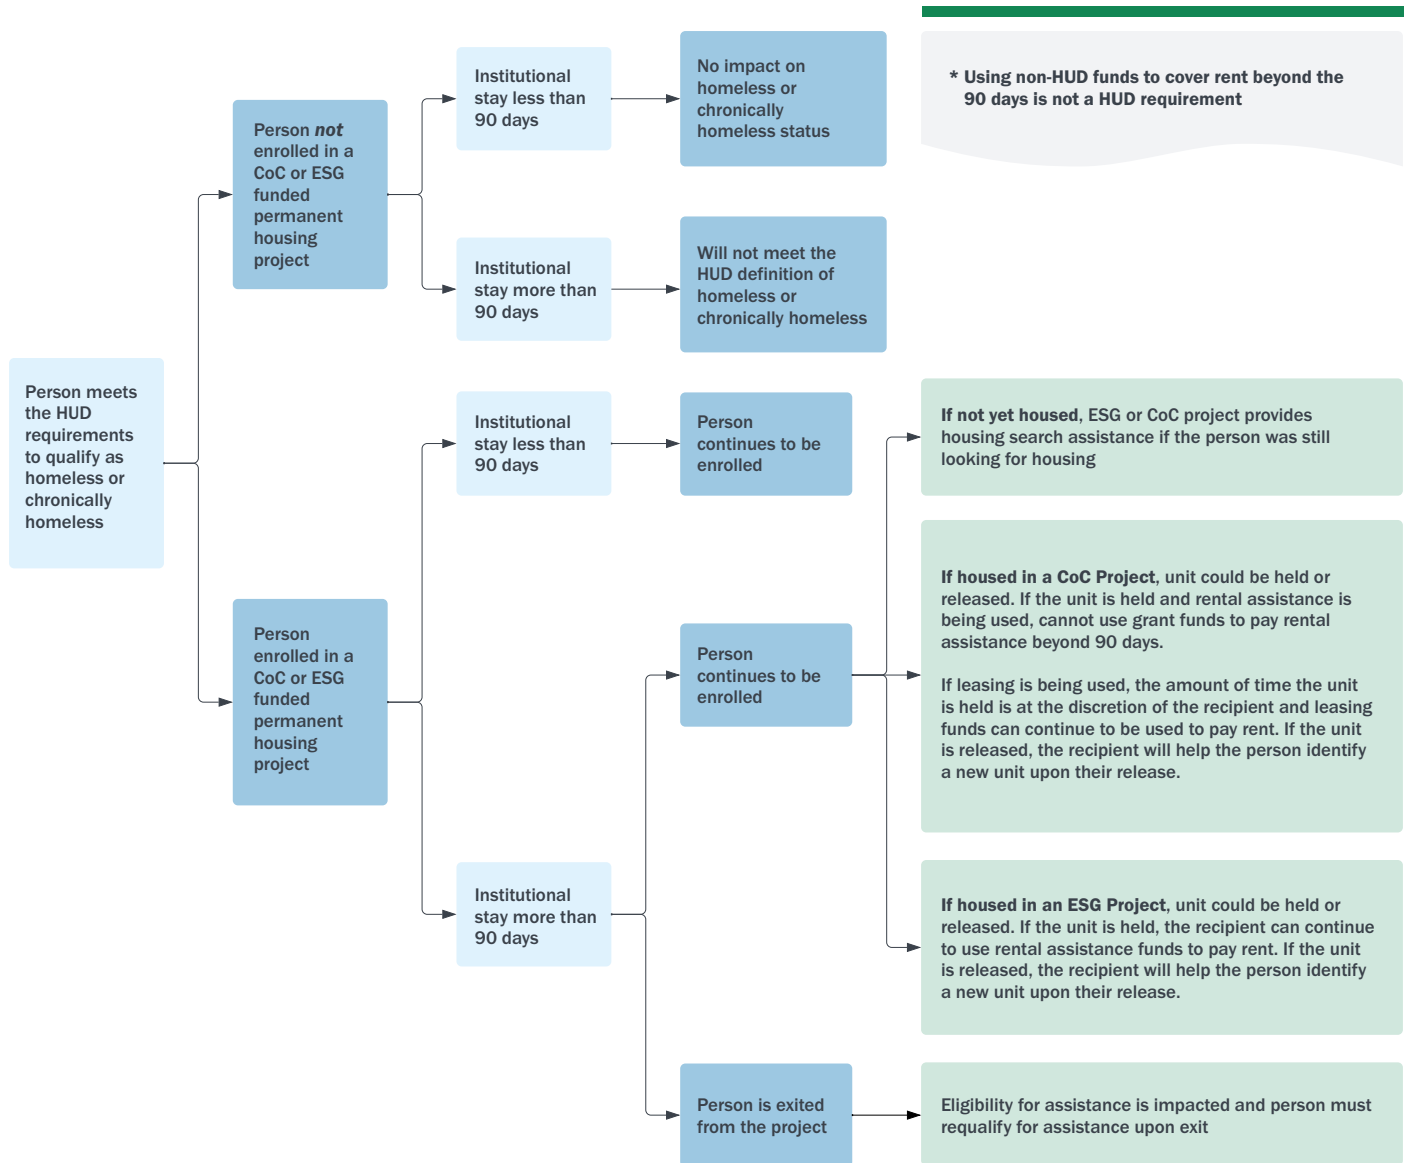 * Using non-HUD funds to cover rent beyond the
90 days is not a HUD requirement
Person meets
the HUD
requirements
to qualify as
homeless or
chronically
homeless
Person not
enrolled in a
CoC or ESG
funded
permanent
housing
project
Institutional
stay less than
90 days
No impact on
homeless or
chronically
homeless status
Institutional
stay more than
90 days
Will not meet the
HUD definition of
homeless or
chronically homeless
Person
enrolled in a
CoC or ESG
funded
permanent
housing
project
Institutional
stay less than
90 days
Person
continues to be
enrolled
Institutional
stay more than
90 days
Person
continues to be
enrolled
If not yet housed, ESG or CoC project provides
housing search assistance if the person was still
looking for housing
If housed in a CoC Project, unit could be held or
released. If the unit is held and rental assistance is
being used, cannot use grant funds to pay rental
assistance beyond 90 days.
If leasing is being used, the amount of time the unit
is held is at the discretion of the recipient and leasing
funds can continue to be used to pay rent. If the unit
is released, the recipient will help the person identify
a new unit upon their release.
If housed in an ESG Project, unit could be held or
released. If the unit is held, the recipient can continue
to use rental assistance funds to pay rent. If the unit
is released, the recipient will help the person identify
a new unit upon their release.
Person is exited
from the project
Eligibility for assistance is impacted and person must
requalify for assistance upon exit